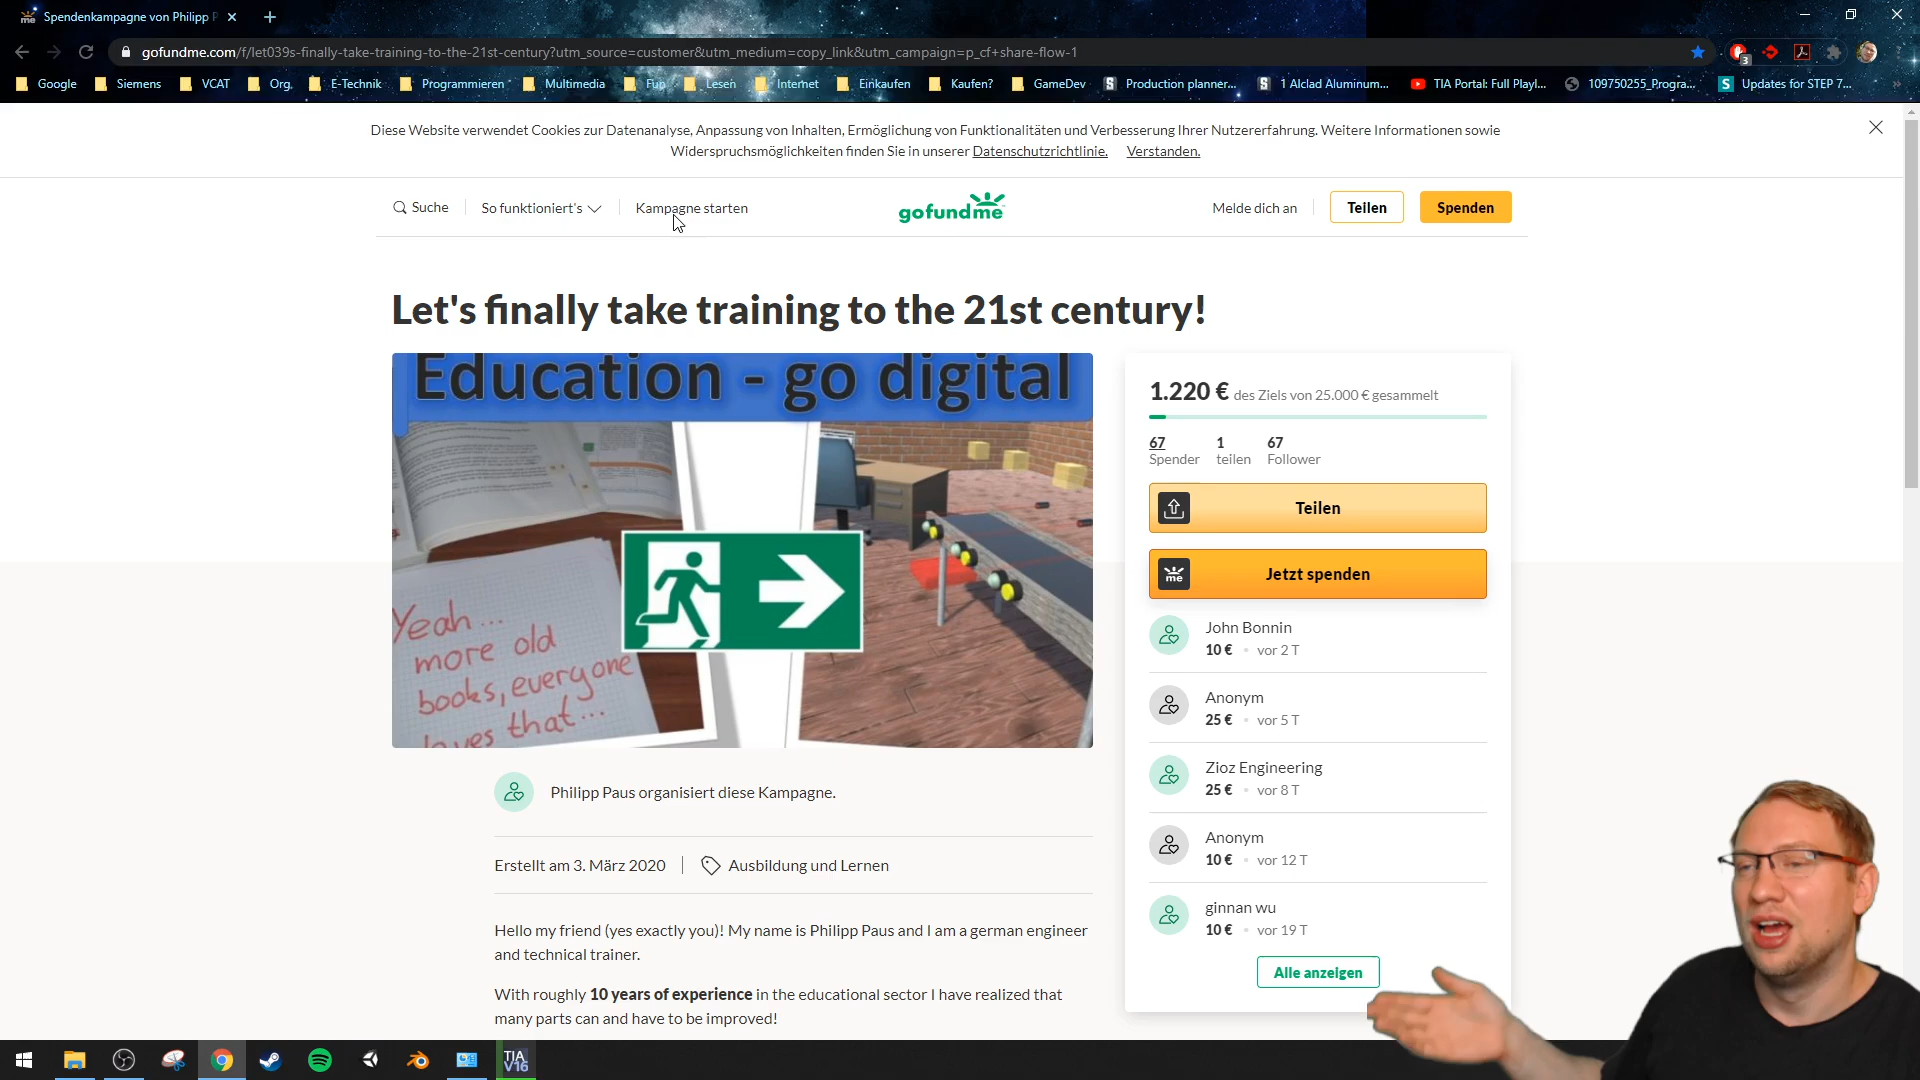 Spendenkampagne von Philipp P
gofundme.com/f/let039s-finally-take-training-to-the-21st-century?utm_source=customer&utm_medium=copy_link&utm_campaign=p_cf+share-flow-1
3
Google Siemens VCAT Org. E-Technik Programmieren Multimedia Fun Lesen Internet Einkaufen Kaufen? GameDev Production planner... 1 Alclad Aluminum... TIA Portal: Full Playl... 109750255_Progra... Updates for STEP 7...
Diese Website verwendet Cookies zur Datenanalyse, Anpassung von Inhalten, Ermöglichung von Funktionalitäten und Verbesserung Ihrer Nutzererfahrung. Weitere Informationen sowie
Widerspruchsmöglichkeiten finden Sie in unserer Datenschutzrichtlinie. Verstanden.
Suche So funktioniert's Kampagne starten gofundme Melde dich an Teilen Spenden
Let's finally take training to the 21st century!
Education - go digital
Yeah...
more old
books, everyone
loves that...
1.220 € des Ziels von 25.000 € gesammelt
67 1 67
Spender teilen Follower
Teilen
me Jetzt spenden
John Bonnin
10 € • vor 2 T
Anonym
25 € • vor 5 T
Zioz Engineering
25 € • vor 8 T
Anonym
10 € • vor 12 T
ginnan wu
10 € • vor 19 T
Alle anzeigen
Philipp Paus organisiert diese Kampagne.
Erstellt am 3. März 2020 | Ausbildung und Lernen
Hello my friend (yes exactly you)! My name is Philipp Paus and I am a german engineer
and technical trainer.
With roughly 10 years of experience in the educational sector I have realized that
many parts can and have to be improved!
TIA
V16